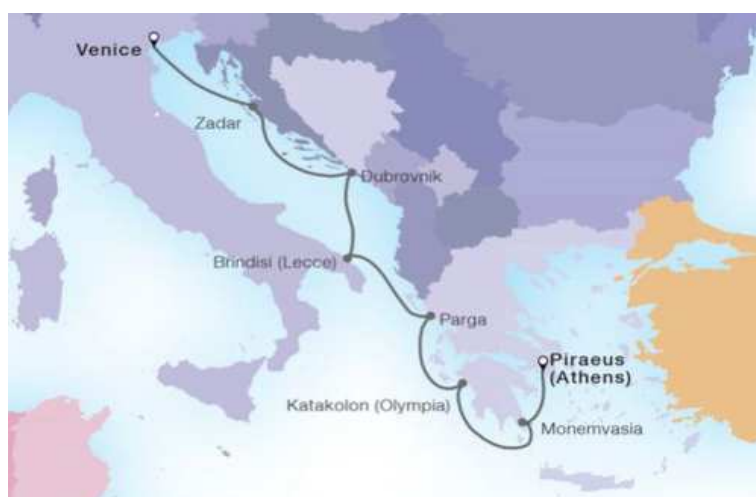 Venice
Zadar
Dubrovnik
Brindisi (Lecce)
Parga
Piraeus
(Athens)
Katakolon (Olympia)
Monemvasia